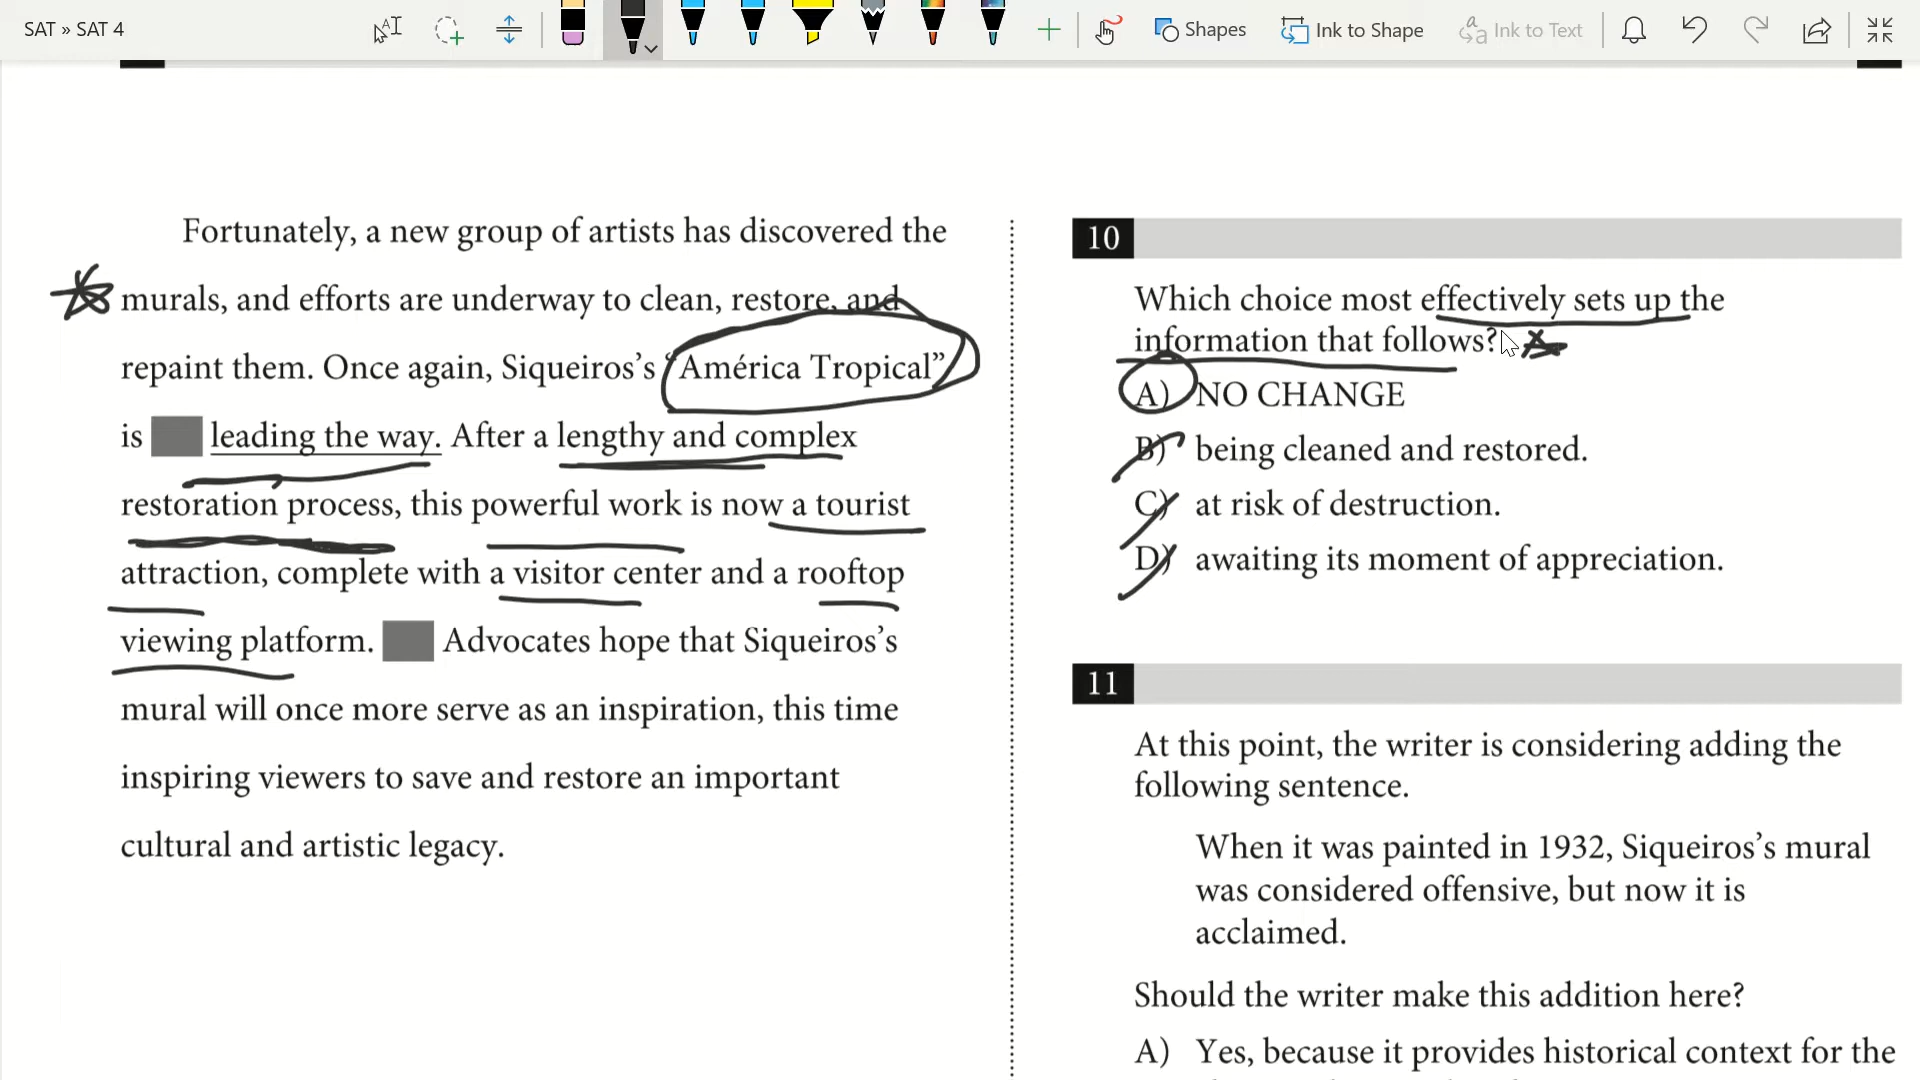 SAT » SAT 4
Shapes
Ink to Shape
Ink to Text
Fortunately, a new group of artists has discovered the
murals, and efforts are underway to clean, restore, and
repaint them. Once again, Siqueiros’s “América Tropical”
is leading the way. After a lengthy and complex
restoration process, this powerful work is now a tourist
attraction, complete with a visitor center and a rooftop
viewing platform. Advocates hope that Siqueiros’s
mural will once more serve as an inspiration, this time
inspiring viewers to save and restore an important
cultural and artistic legacy.
10
Which choice most effectively sets up the
information that follows?
A) NO CHANGE
B) being cleaned and restored.
C) at risk of destruction.
D) awaiting its moment of appreciation.
11
At this point, the writer is considering adding the
following sentence.
When it was painted in 1932, Siqueiros’s mural
was considered offensive, but now it is
acclaimed.
Should the writer make this addition here?
A) Yes, because it provides historical context for the